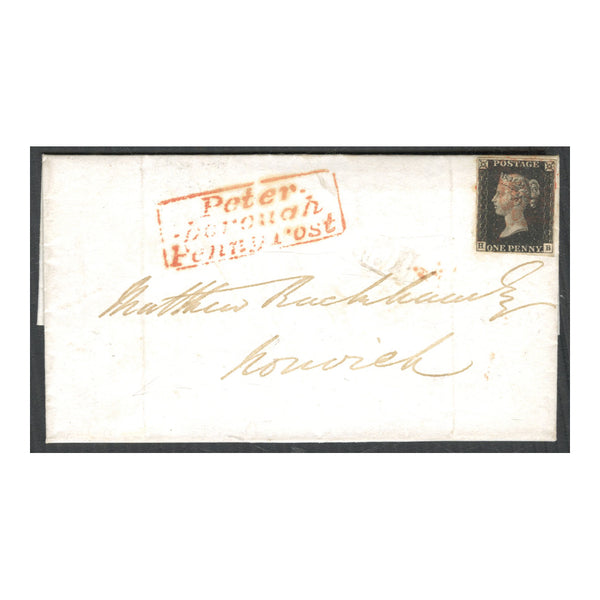 POSTAGE
ONE PENNY
H B
Peter-
-borough
Penny Post
Matthew Rackham Esq
Norwich